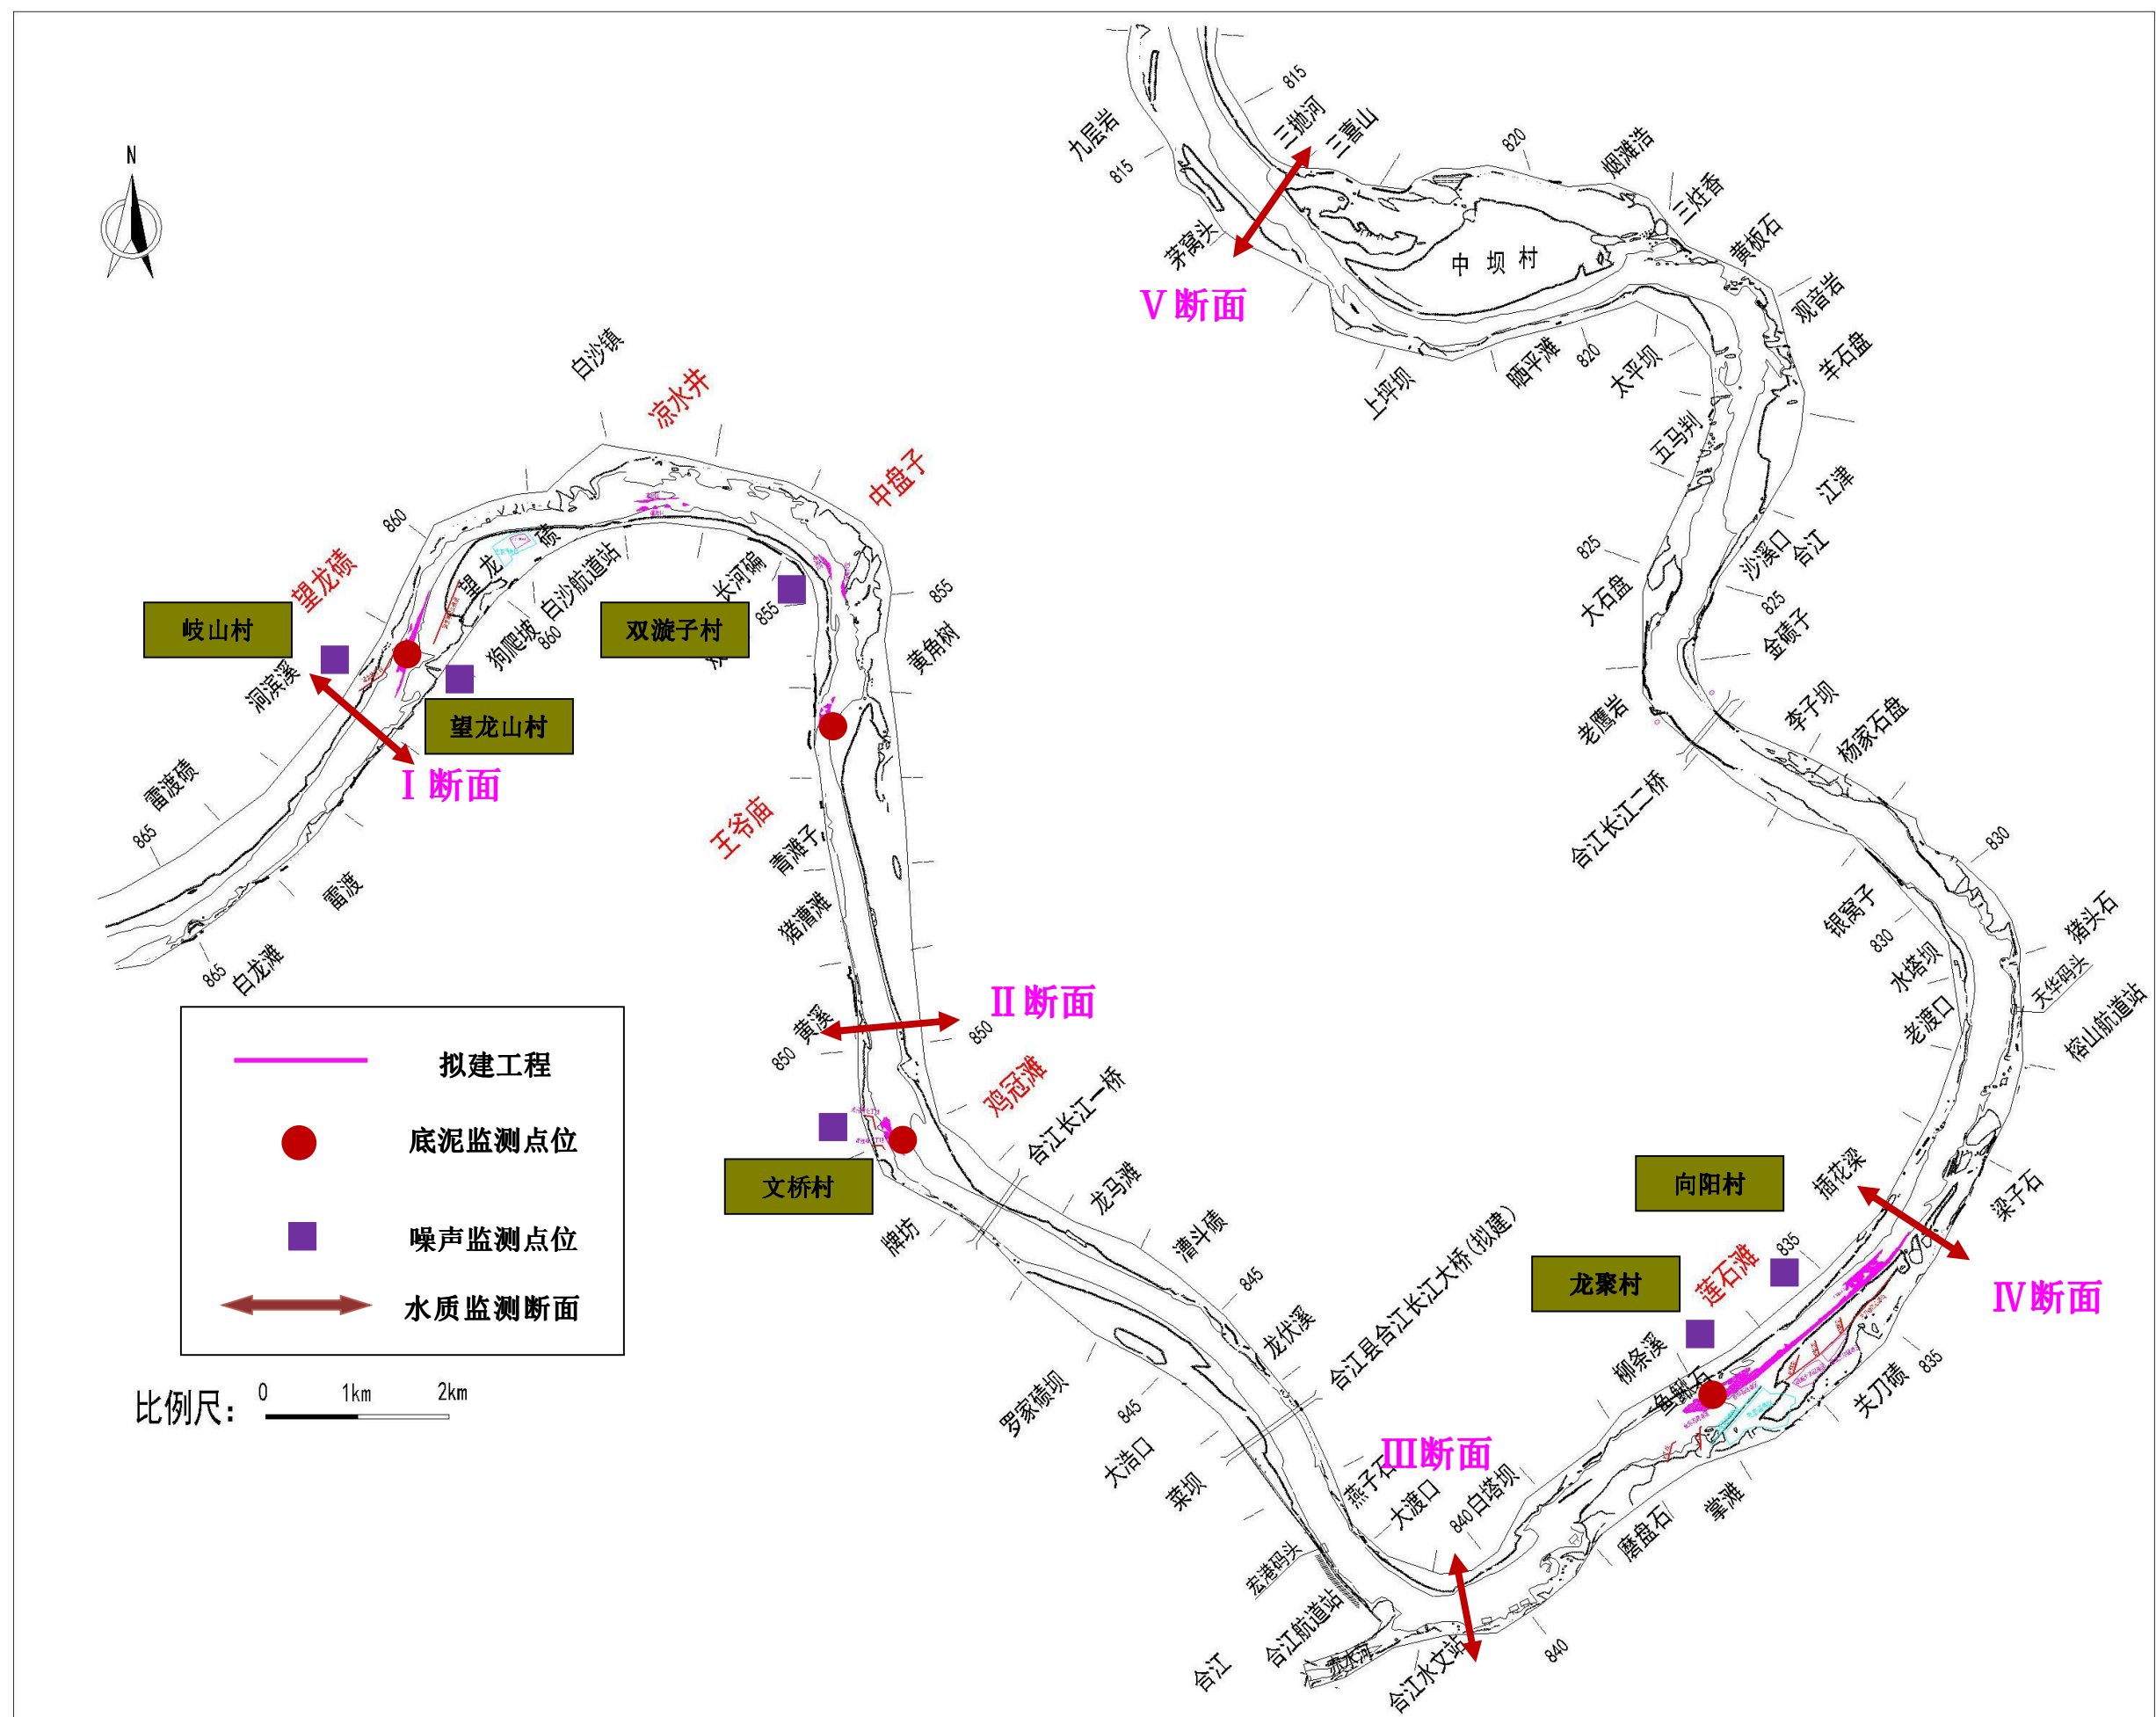 N
815
三抛河
三喜山
九层岩
815
820
烟滩浩
三炷香
黄板石
茅窝头
中坝村
Ⅴ断面
观音岩
羊石盘
晒平滩
820
太平坝
上坪坝
五马判
江津
合江
沙溪口
825
大石盘
825
金碛子
老鹰岩
李子坝
杨家石盘
合江长江二桥
830
银窝子
830
猪头石
水塔坝
天华码头
老渡口
榕山航道站
白沙镇
凉水井
中盘子
860
望龙碛
望龙碛
白沙航道站
狗爬坡
860
长河碥
855
855
岐山村
双漩子村
黄角树
洞滨溪
望龙山村
Ⅰ断面
雷渡碛
865
雷渡
865
白龙滩
王爷庙
青滩子
猪漕滩
黄溪
850
Ⅱ断面
850
鸡冠滩
合江长江一桥
文桥村
牌坊
龙马滩
漕斗碛
845
龙伏溪
合江县合江长江大桥(拟建)
罗家碛坝
845
大浩口
菜坝
燕子石
Ⅲ断面
大渡口
840
白塔坝
宏港码头
合江航道站
合江
赤水河
合江水文站
840
磨盘石
掌滩
向阳村
插花梁
梁子石
835
龙聚村
莲石滩
Ⅳ断面
柳条溪
关刀碛
835
拟建工程
底泥监测点位
噪声监测点位
水质监测断面
比例尺：
0 1km 2km